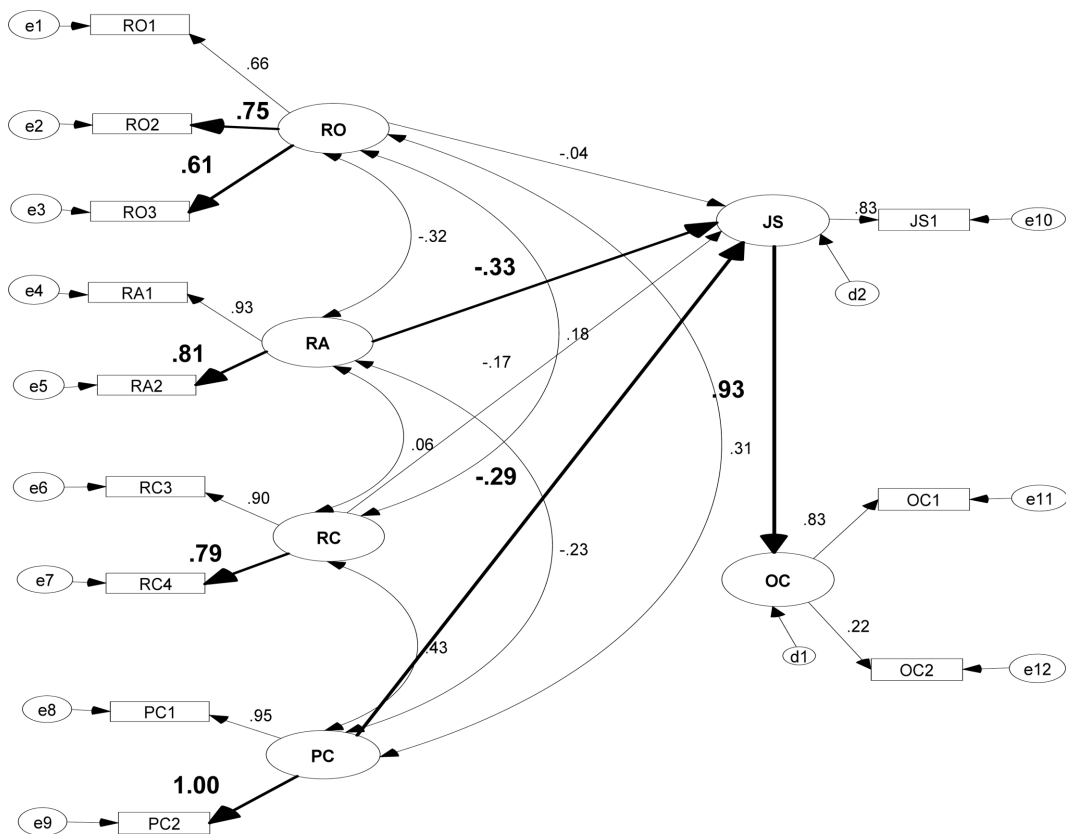 e1
RO1
.66
e2
RO2
.75
RO
.61
-.04
e3
RO3
JS
.83
JS1
e10
-.32
-.33
e4
RA1
.93
d2
RA
.18
.81
-.17
e5
RA2
.93
.06
.31
-.29
e6
RC3
.90
OC1
e11
.83
RC
.79
-.23
e7
RC4
OC
.22
.43
d1
OC2
e12
e8
PC1
.95
PC
1.00
e9
PC2